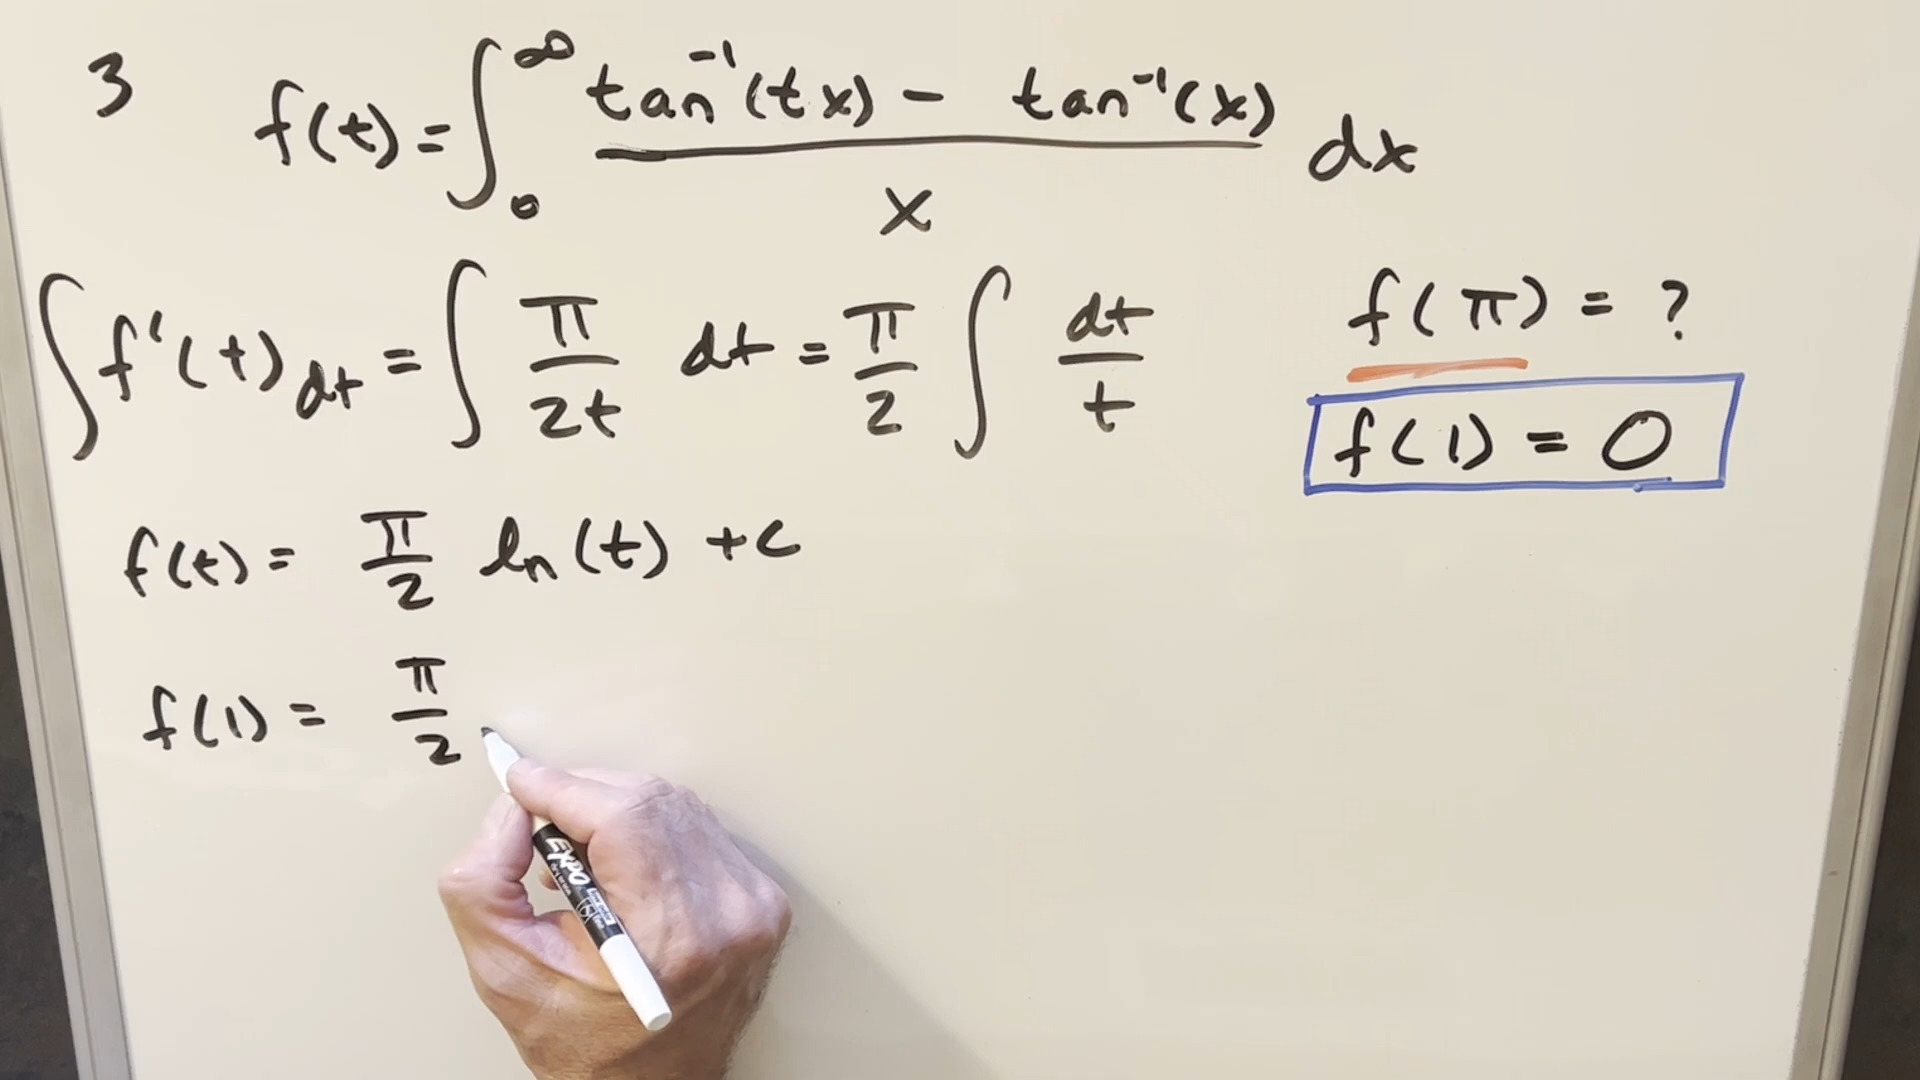 3 f(t) = ∫₀^∞ (tan⁻¹(tx) − tan⁻¹(x)) / x dx
∫ f'(t) dt = ∫ π/2t dt = π/2 ∫ dt/t
f(π) = ?
f(1) = 0
f(t) = π/2 ln(t) + c
f(1) = π/2
EXPO